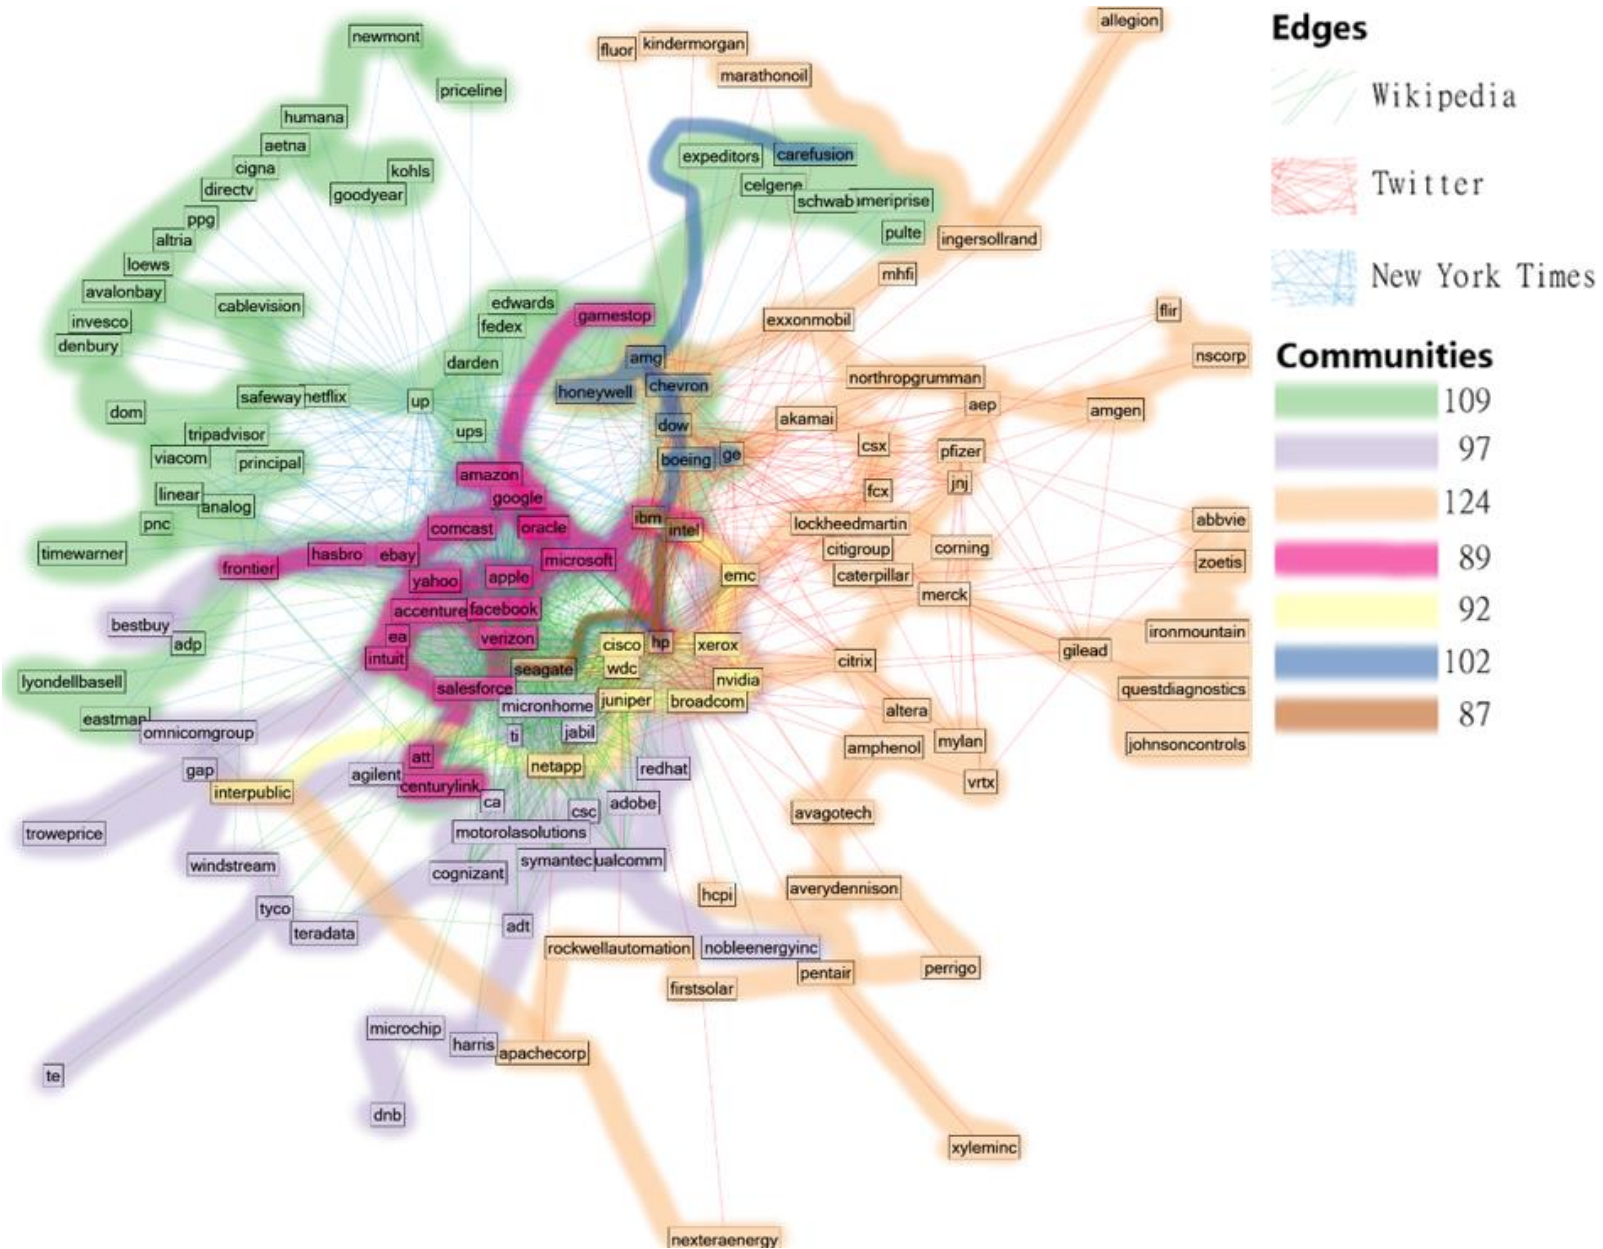 newmont
priceline
humana
aetna
cigna
directv
kohls
goodyear
ppg
altria
loews
avalonbay
cablevision
invesco
denbury
dom
safeway
netflix
tripadvisor
viacom
principal
linear
analog
pnc
timewarner
fluor
kindermorgan
marathonoil
allegion
expeditors
carefusion
celgene
schwab
meriprise
pulte
ingersollrand
mhfi
edwards
fedex
gamestop
exxonmobil
darden
up
ups
amg
honeywell
chevron
dow
boeing
ge
flir
nscorp
northropgrumman
aep
amgen
akamai
csx
pfizer
fcx
jnj
lockheedmartin
citigroup
corning
caterpillar
merck
abbvie
zoetis
ironmountain
gilead
questdiagnostics
johnsoncontrols
amazon
google
comcast
oracle
ibm
intel
frontier
hasbro
ebay
yahoo
apple
microsoft
emc
accenture
facebook
ea
verizon
intuit
bestbuy
adp
lyondellbasell
eastman
omnicomgroup
seagate
cisco
hp
xerox
wdc
nvidia
salesforce
micronhome
juniper
broadcom
citrix
ti
jabil
altera
amphenol
mylan
vrtx
gap
interpublic
att
agilent
centurylink
netapp
redhat
ca
csc
adobe
motorolasolutions
avagotech
troweprice
windstream
cognizant
symantec
ualcomm
hcpi
averydennison
tyco
teradata
adt
rockwellautomation
nobleenergyinc
pentair
perrigo
firstsolar
microchip
harris
apachecorp
te
dnb
xyleminc
nexteraenergy
Edges
Wikipedia
Twitter
New York Times
Communities
109
97
124
89
92
102
87